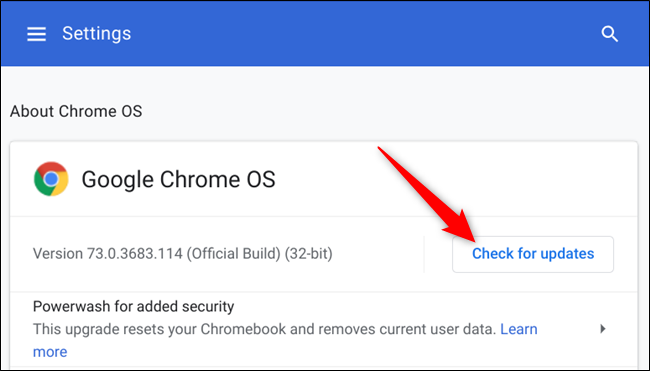 Settings
About Chrome OS
Google Chrome OS
Version 73.0.3683.114 (Official Build) (32-bit)
Check for updates
Powerwash for added security
This upgrade resets your Chromebook and removes current user data. Learn
more